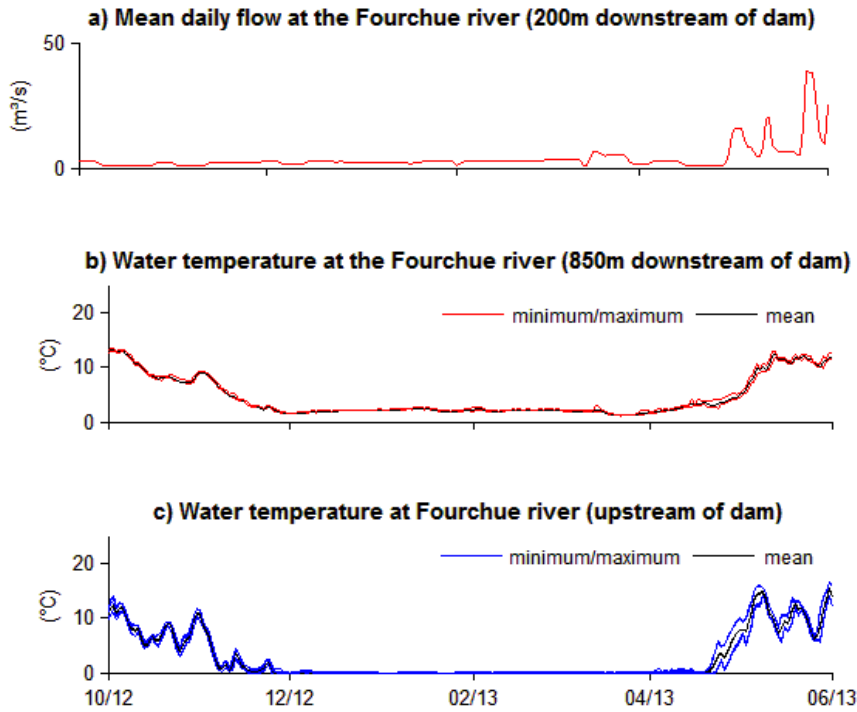 a) Mean daily flow at the Fourchue river (200m downstream of dam)
50
(m³/s)
0
b) Water temperature at the Fourchue river (850m downstream of dam)
20
minimum/maximum mean
(°C)
10
0
c) Water temperature at Fourchue river (upstream of dam)
20
minimum/maximum mean
(°C)
10
0
10/12 12/12 02/13 04/13 06/13